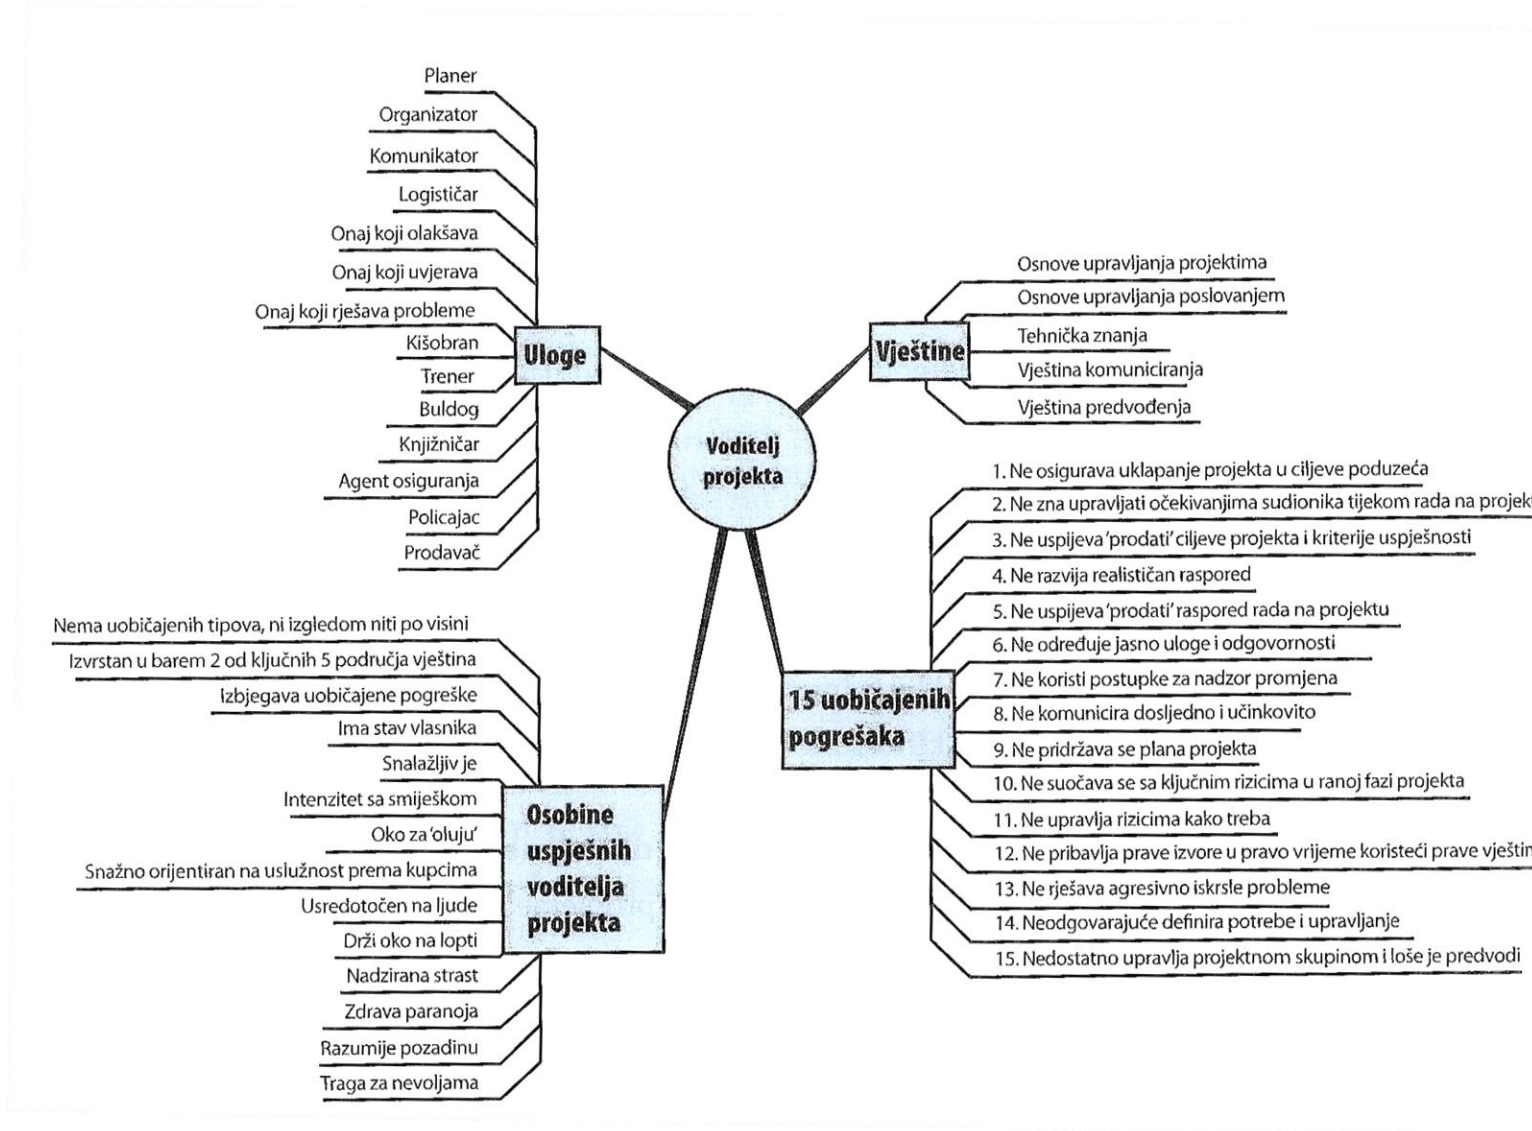 Planer
Organizator
Komunikator
Logističar
Onaj koji olakšava
Onaj koji uvjerava
Onaj koji rješava probleme
Kišobran
Trener
Buldog
Knjižničar
Agent osiguranja
Policajac
Prodavač
Uloge
Voditelj
projekta
Vještine
Osnove upravljanja projektima
Osnove upravljanja poslovanjem
Tehnička znanja
Vještina komuniciranja
Vještina predvođenja
15 uobičajenih
pogrešaka
1. Ne osigurava uklapanje projekta u ciljeve poduzeća
2. Ne zna upravljati očekivanjima sudionika tijekom rada na
3. Ne uspijeva 'prodati' ciljeve projekta i kriterije uspješnosti
4. Ne razvija realističan raspored
5. Ne uspijeva 'prodati' raspored rada na projektu
6. Ne određuje jasno uloge i odgovornosti
7. Ne koristi postupke za nadzor promjena
8. Ne komunicira dosljedno i učinkovito
9. Ne pridržava se plana projekta
10. Ne suočava se sa ključnim rizicima u ranoj fazi projekta
11. Ne upravlja rizicima kako treba
12. Ne pribavlja prave izvore u pravo vrijeme koristeći prave
13. Ne rješava agresivno iskrsle probleme
14. Neodgovarajuće definira potrebe i upravljanje
15. Nedostatno upravlja projektnom skupinom i loše je predvodi
Nema uobičajenih tipova, ni izgledom niti po visini
Izvrstan u barem 2 od ključnih 5 područja vještina
Izbjegava uobičajene pogreške
Ima stav vlasnika
Snalažljiv je
Intenzitet sa smiješkom
Oko za 'oluju'
Snažno orijentiran na uslužnost prema kupcima
Usredotočen na ljude
Drži oko na lopti
Nadzirana strast
Zdrava paranoja
Razumije pozadinu
Traga za nevoljama
Osobine
uspješnih
voditelja
projekta